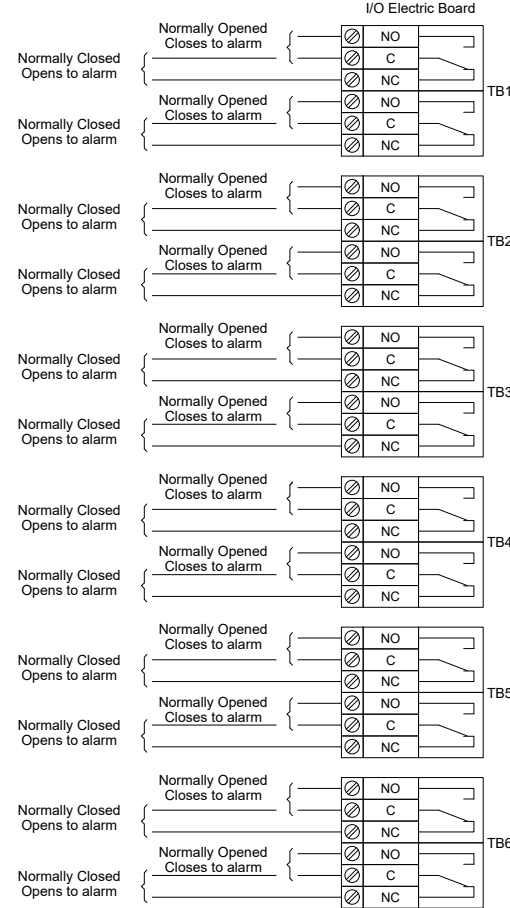 I/O Electric Board
Normally Opened
Closes to alarm
NO
Normally Closed
Opens to alarm
C
NC
TB1
Normally Opened
Closes to alarm
NO
Normally Closed
Opens to alarm
C
NC
Normally Opened
Closes to alarm
NO
Normally Closed
Opens to alarm
C
NC
TB2
Normally Opened
Closes to alarm
NO
Normally Closed
Opens to alarm
C
NC
Normally Opened
Closes to alarm
NO
Normally Closed
Opens to alarm
C
NC
TB3
Normally Opened
Closes to alarm
NO
Normally Closed
Opens to alarm
C
NC
Normally Opened
Closes to alarm
NO
Normally Closed
Opens to alarm
C
NC
TB4
Normally Opened
Closes to alarm
NO
Normally Closed
Opens to alarm
C
NC
Normally Opened
Closes to alarm
NO
Normally Closed
Opens to alarm
C
NC
TB5
Normally Opened
Closes to alarm
NO
Normally Closed
Opens to alarm
C
NC
Normally Opened
Closes to alarm
NO
Normally Closed
Opens to alarm
C
NC
TB6
Normally Opened
Closes to alarm
NO
Normally Closed
Opens to alarm
C
NC